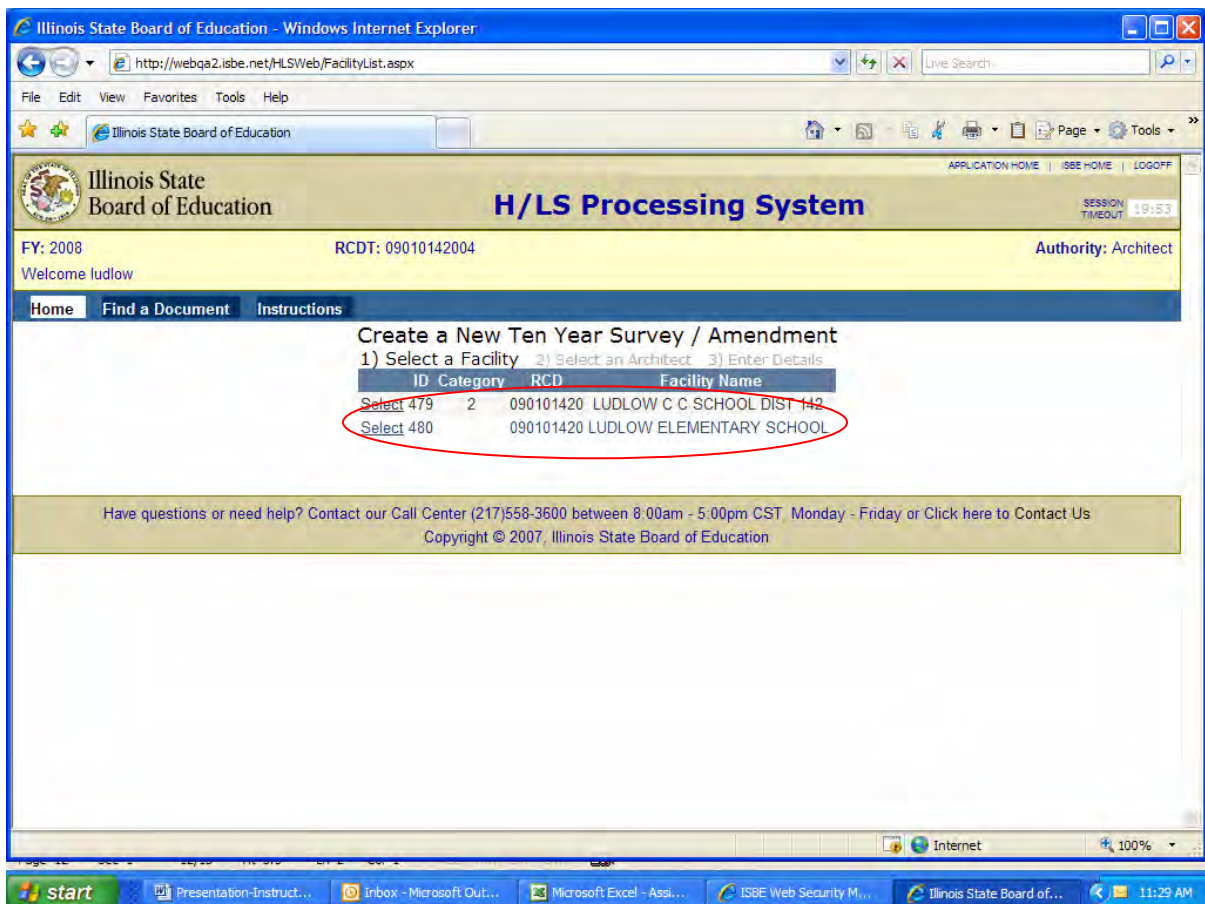 Illinois State Board of Education - Windows Internet Explorer
http://webqa2.isbe.net/HLSWeb/FacilityList.aspx
Live Search
File Edit View Favorites Tools Help
Illinois State Board of Education
Page Tools
APPLICATION HOME | ISBE HOME | LOGOFF
Illinois State
Board of Education
H/LS Processing System
SESSION TIMEOUT 19:53
FY: 2008 RCDT: 09010142004 Authority: Architect
Welcome ludlow
Home Find a Document Instructions
Create a New Ten Year Survey / Amendment
1) Select a Facility 2) Select an Architect 3) Enter Details
ID Category RCD Facility Name
Select 479 2 090101420 LUDLOW C C SCHOOL DIST 142
Select 480 090101420 LUDLOW ELEMENTARY SCHOOL
Have questions or need help? Contact our Call Center (217)558-3600 between 8:00am - 5:00pm CST, Monday - Friday or Click here to Contact Us
Copyright © 2007, Illinois State Board of Education
Internet 100%
start Presentation-Instruct... Inbox - Microsoft Out... Microsoft Excel - Assi... ISBE Web Security M... Illinois State Board of... 11:29 AM